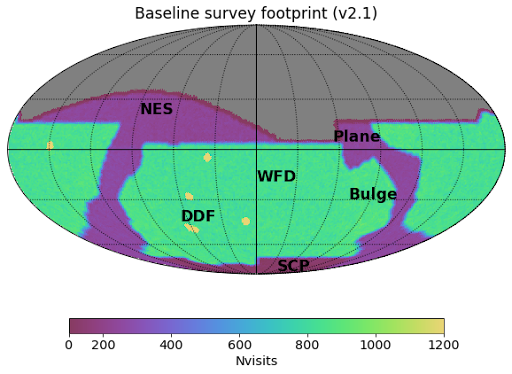 Baseline survey footprint (v2.1)
NES
Plane
WFD
Bulge
DDF
SCP
0 200 400 600 800 1000 1200
Nvisits